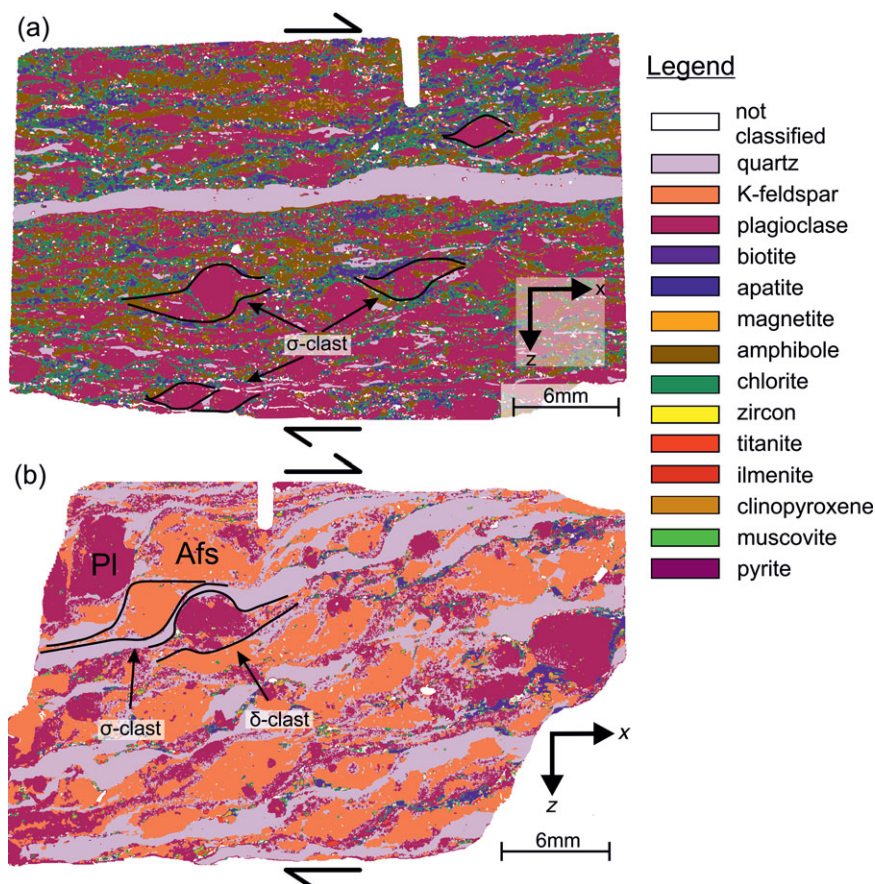 (a)
σ-clast
x
z
6mm
(b)
Pl
Afs
σ-clast
δ-clast
x
z
6mm
Legend
not
classified
quartz
K-feldspar
plagioclase
biotite
apatite
magnetite
amphibole
chlorite
zircon
titanite
ilmenite
clinopyroxene
muscovite
pyrite